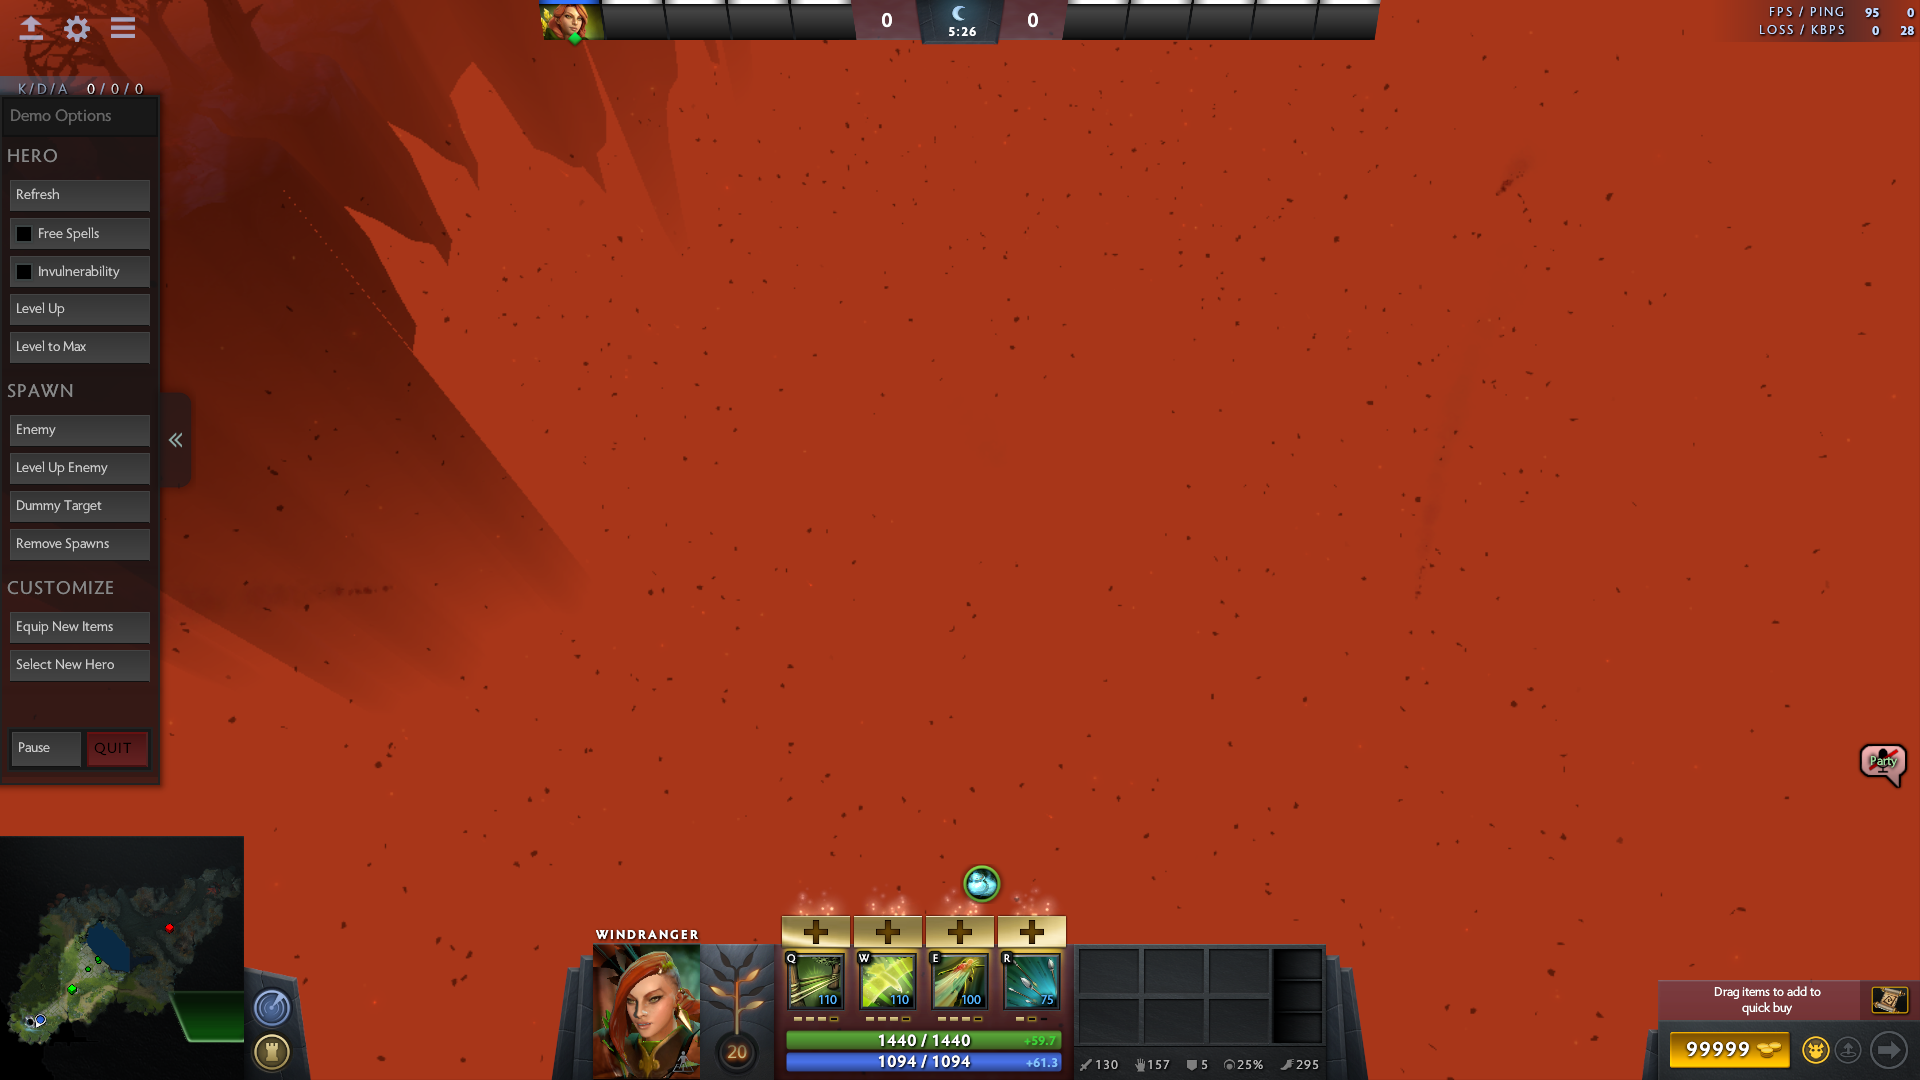 0
5:26
0
FPS / PING 95 0
LOSS / KBPS 0 28
K/D/A 0 / 0 / 0
Demo Options
HERO
Refresh
Free Spells
Invulnerability
Level Up
Level to Max
SPAWN
Enemy
Level Up Enemy
Dummy Target
Remove Spawns
CUSTOMIZE
Equip New Items
Select New Hero
Pause QUIT
Party
WINDRANGER
20
Q 110
W 110
E 100
R 75
1440 / 1440 +59.7
1094 / 1094 +61.3
130 157 5 25% 295
Drag items to add to
quick buy
99999